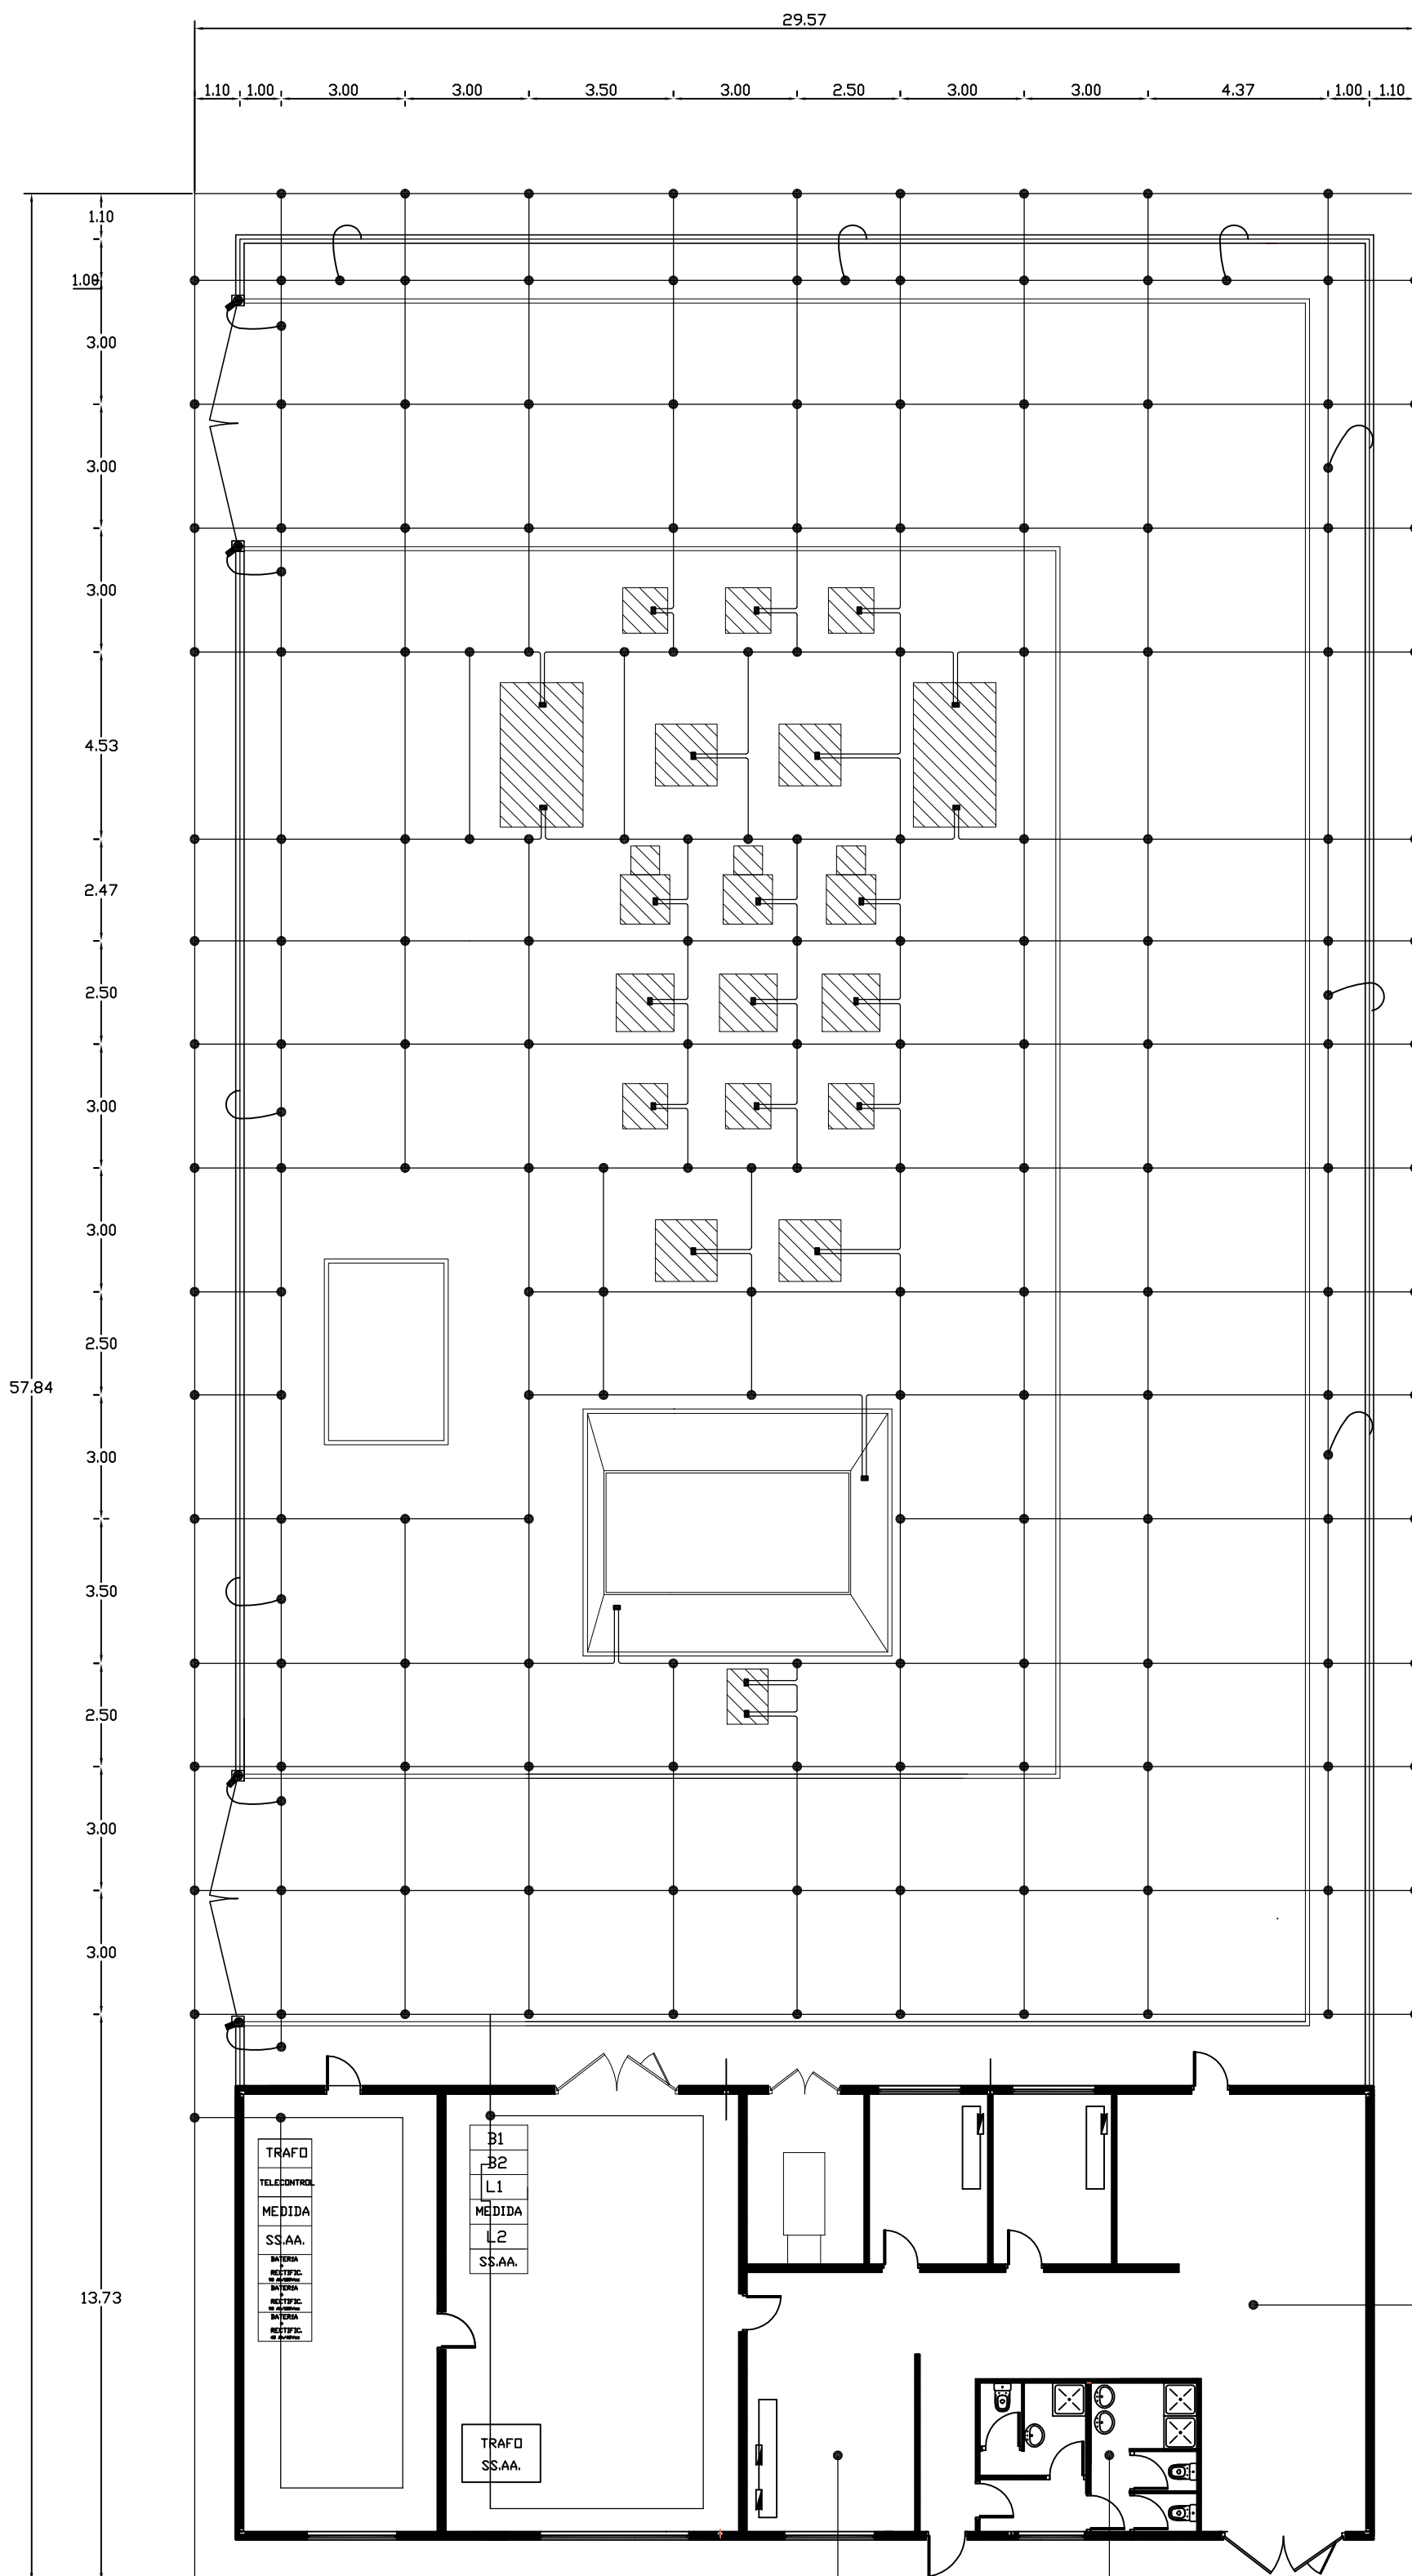 29.57
1.10 1.00 3.00 3.00 3.50 3.00 2.50 3.00 3.00 4.37 1.00 1.10
1.10
1.00
3.00
3.00
3.00
4.53
2.47
2.50
3.00
3.00
2.50
57.84
3.00
3.50
2.50
3.00
3.00
13.73
TRAFO
TELECONTROL
MEDIDA
SS.AA.
BATERIA
+
RECTIFIC.
BATERIA
+
RECTIFIC.
BATERIA
+
RECTIFIC.
B1
B2
L1
MEDIDA
L2
SS.AA.
TRAFO
SS.AA.